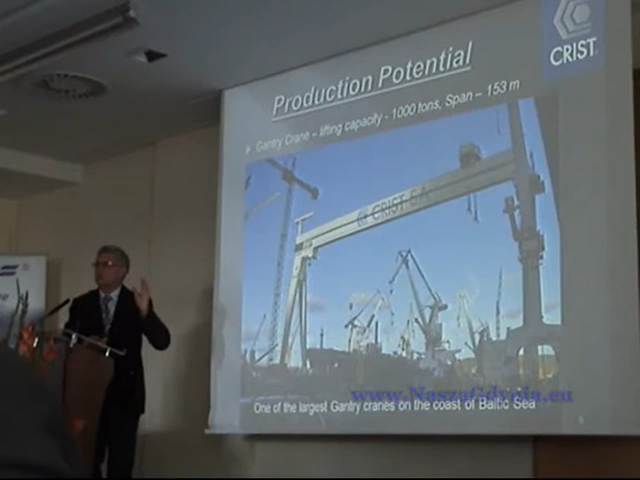 CRIST
Production Potential
Gantry Crane – lifting capacity - 1000 tons, Span – 153 m
CRIST S.A.
www.NaszaGdynia.eu
One of the largest Gantry cranes on the coast of Baltic Sea
5